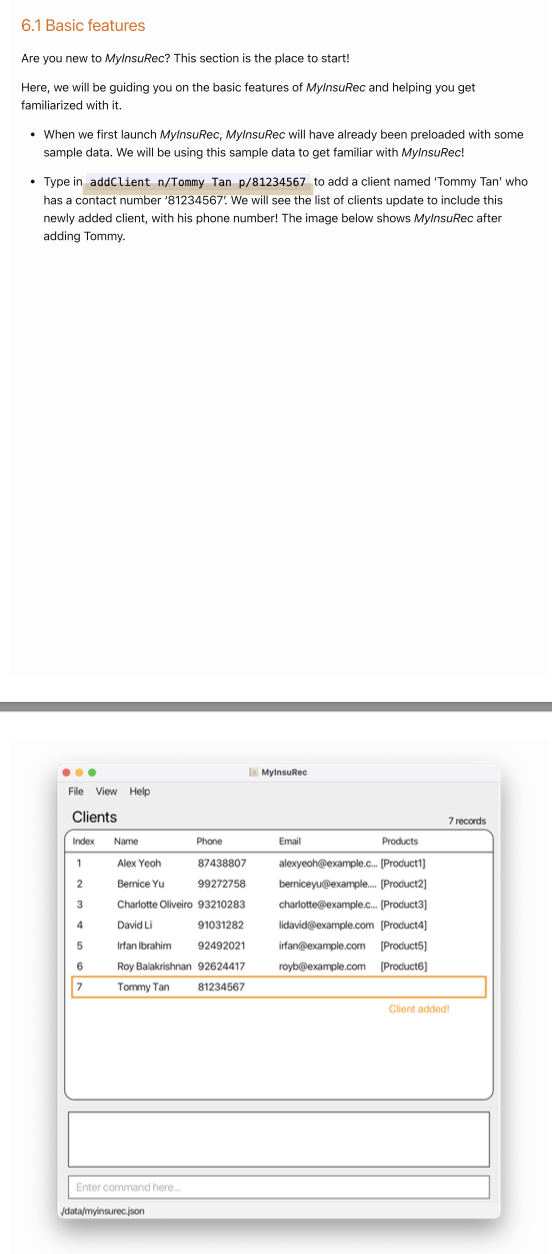 6.1 Basic features
Are you new to MyInsuRec? This section is the place to start!
Here, we will be guiding you on the basic features of MyInsuRec and helping you get
familiarized with it.
• When we first launch MyInsuRec, MyInsuRec will have already been preloaded with some
sample data. We will be using this sample data to get familiar with MyInsuRec!
• Type in addClient n/Tommy Tan p/81234567 to add a client named ‘Tommy Tan’ who
has a contact number ‘81234567’. We will see the list of clients update to include this
newly added client, with his phone number! The image below shows MyInsuRec after
adding Tommy.
MyInsuRec
File View Help
Clients
7 records
Index Name Phone Email Products
1 Alex Yeoh 87438807 alexyeoh@example.c... [Product1]
2 Bernice Yu 99272758 berniceyu@example.... [Product2]
3 Charlotte Oliveiro 93210283 charlotte@example.c... [Product3]
4 David Li 91031282 lidavid@example.com [Product4]
5 Irfan Ibrahim 92492021 irfan@example.com [Product5]
6 Roy Balakrishnan 92624417 royb@example.com [Product6]
7 Tommy Tan 81234567
Client added!
Enter command here...
/data/myinsurec.json